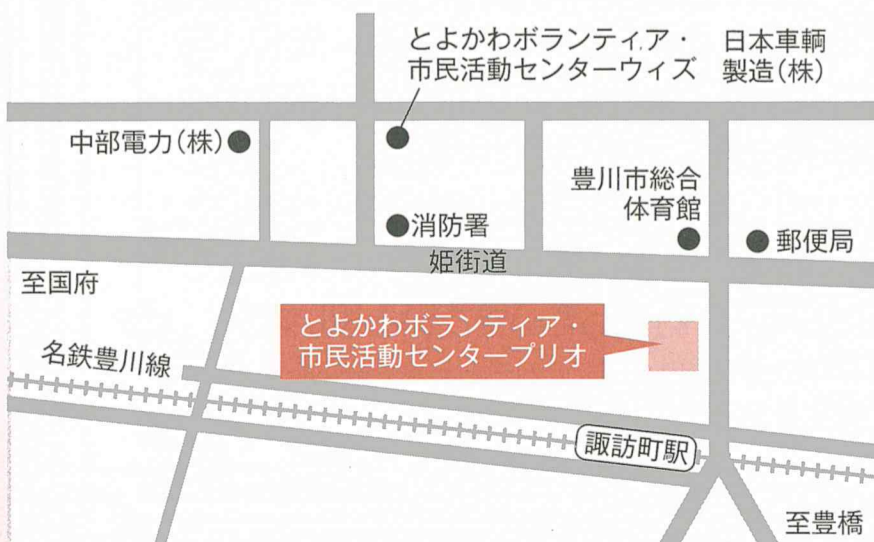 とよかわボランティア・
市民活動センターウィズ
日本車輌
製造(株)
中部電力(株)
豊川市総合
体育館
消防署
郵便局
姫街道
至国府
とよかわボランティア・
市民活動センタープリオ
名鉄豊川線
諏訪町駅
至豊橋